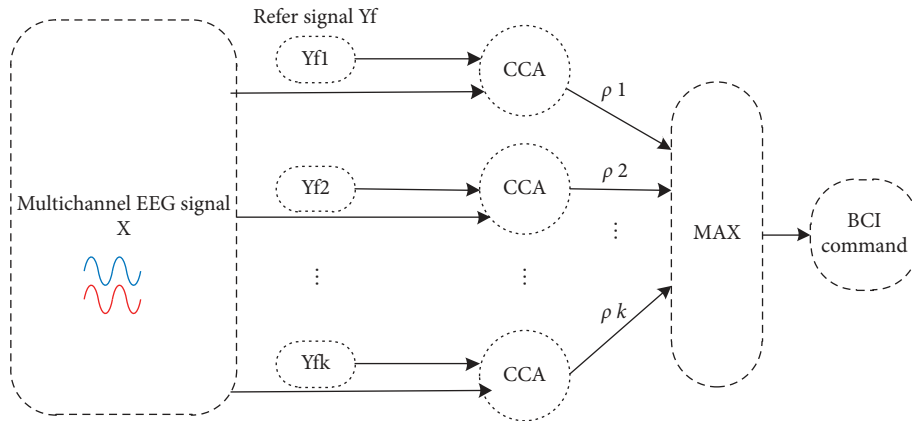 Refer signal Yf
Yf1
CCA
ρ 1
Multichannel EEG signal
X
Yf2
CCA
ρ 2
⋮
MAX
BCI
command
⋮
⋮
ρ k
Yfk
CCA